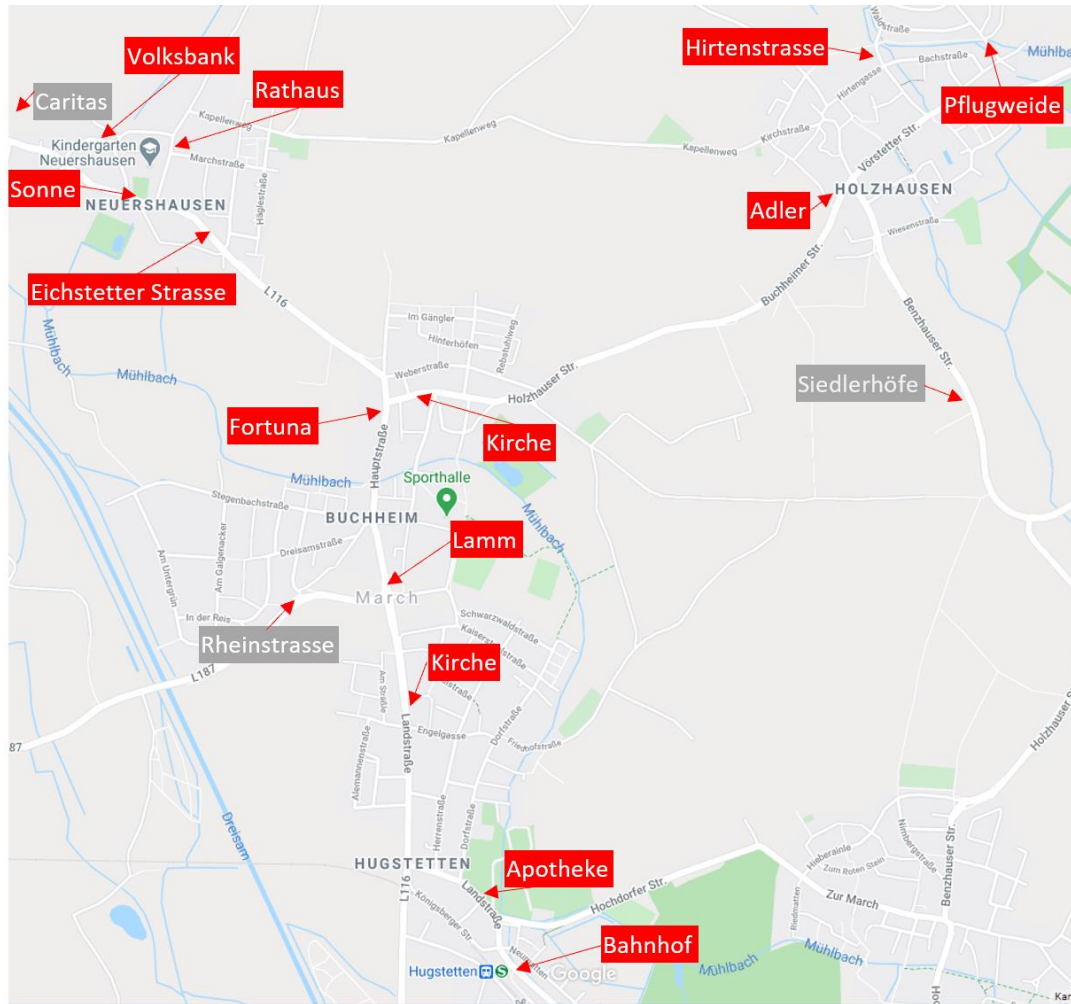 Volksbank
Hirtenstrasse
Waldstraße
Bachstraße
Mühlbach
Caritas
Rathaus
Pflugweide
Kapellenweg
Hirtengasse
Kindergarten
Neuershausen
Marchstraße
Kapellenweg
Kapellenweg
Kirchstraße
Vörstetter Str.
Sonne
NEUERSHAUSEN
Häglestraße
Adler
HOLZHAUSEN
Wiesenstraße
Eichstetter Strasse
L116
Buchheimer Str.
Benzhauser Str.
Mühlbach
Mühlbach
Im Gängler
Hinterhöfen
Rebstuhlweg
Weberstraße
Holzhauser Str.
Siedlerhöfe
Fortuna
Kirche
Hauptstraße
Mühlbach
Sporthalle
Stegenbachstraße
BUCHHEIM
Mühlbach
Dreisamstraße
Lamm
Am Untergrün
Am Galgenacker
March
In der Reis
Schwarzwaldstraße
Rheinstrasse
Kaiserstuhlstraße
Kirche
L187
Am Sträßle
87
Landstraße
Engelgasse
Dorfstraße
Friedhofstraße
Holzhauser Str.
Alemannenstraße
Dreisam
Herrenstraße
Dorfstraße
Nimbergstraße
Benzhauser Str.
HUGSTETTEN
Apotheke
Hieberainle
Zum Roten Stein
L116
Landstraße
Hochdorfer Str.
Riedmatten
Zur March
Königsberger Str
Bahnhof
Mühlbach
Mühlbach
Hugstetten
S
Google